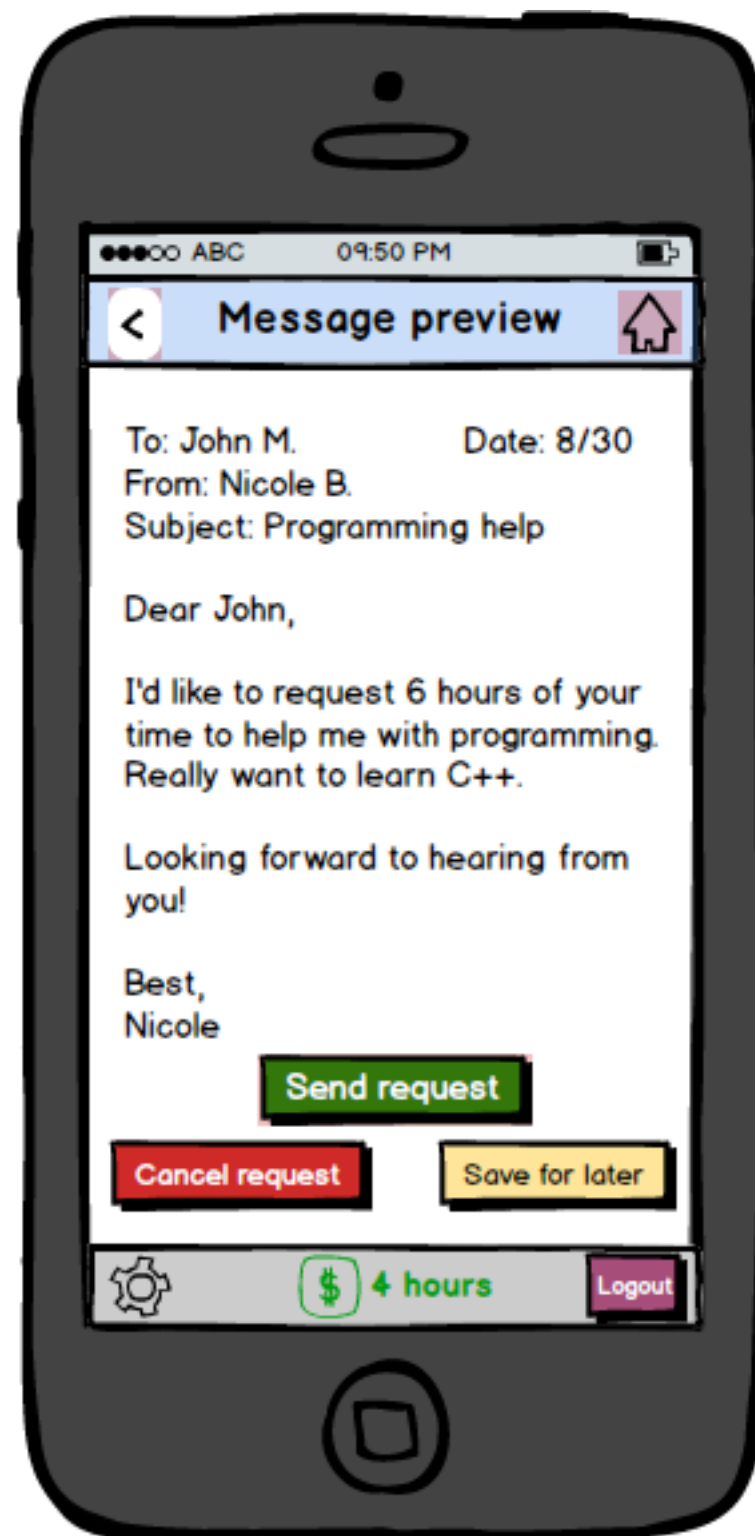 ABC 09:50 PM
< Message preview
To: John M. Date: 8/30
From: Nicole B.
Subject: Programming help
Dear John,
I'd like to request 6 hours of your
time to help me with programming.
Really want to learn C++.
Looking forward to hearing from
you!
Best,
Nicole
Send request
Cancel request Save for later
$ 4 hours Logout